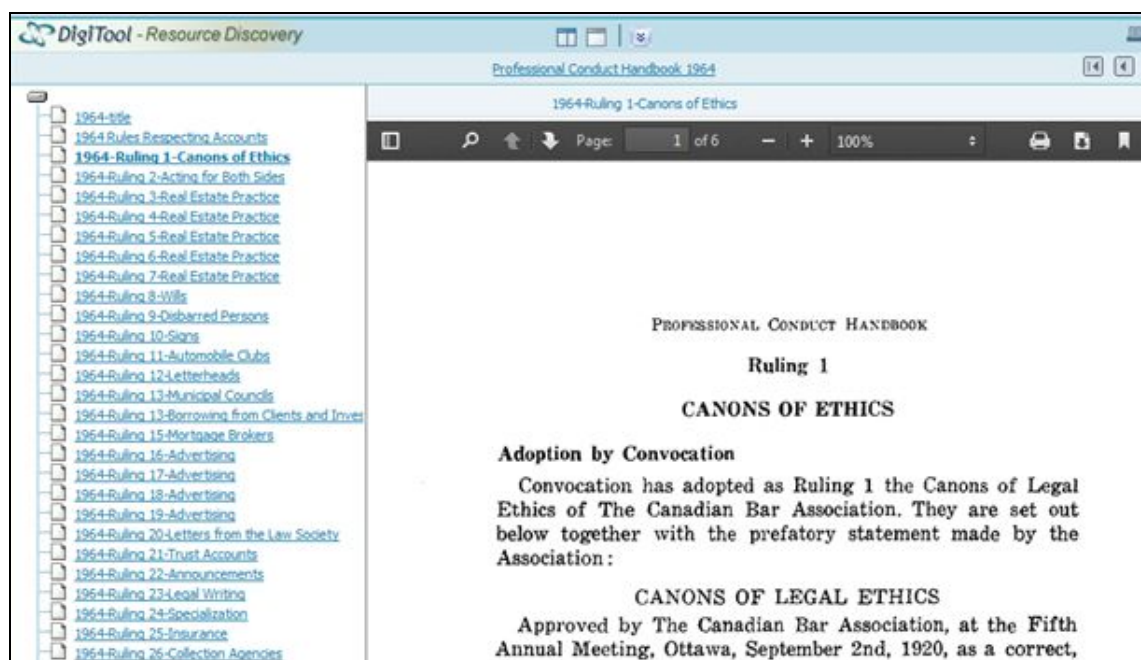 DigiTool - Resource Discovery
Professional Conduct Handbook 1964
1964-title
1964 Rules Respecting Accounts
1964-Ruling 1-Canons of Ethics
1964-Ruling 2-Acting for Both Sides
1964-Ruling 3-Real Estate Practice
1964-Ruling 4-Real Estate Practice
1964-Ruling 5-Real Estate Practice
1964-Ruling 6-Real Estate Practice
1964-Ruling 7-Real Estate Practice
1964-Ruling 8-Wills
1964-Ruling 9-Disbarred Persons
1964-Ruling 10-Signs
1964-Ruling 11-Automobile Clubs
1964-Ruling 12-Letterheads
1964-Ruling 13-Municipal Councils
1964-Ruling 13-Borrowing from Clients and Inves
1964-Ruling 15-Mortgage Brokers
1964-Ruling 16-Advertising
1964-Ruling 17-Advertising
1964-Ruling 18-Advertising
1964-Ruling 19-Advertising
1964-Ruling 20-Letters from the Law Society
1964-Ruling 21-Trust Accounts
1964-Ruling 22-Announcements
1964-Ruling 23-Legal Writing
1964-Ruling 24-Specialization
1964-Ruling 25-Insurance
1964-Ruling 26-Collection Agencies
1964-Ruling 1-Canons of Ethics
Page: 1 of 6 100%
PROFESSIONAL CONDUCT HANDBOOK
Ruling 1
CANONS OF ETHICS
Adoption by Convocation
Convocation has adopted as Ruling 1 the Canons of Legal
Ethics of The Canadian Bar Association. They are set out
below together with the prefatory statement made by the
Association:
CANONS OF LEGAL ETHICS
Approved by The Canadian Bar Association, at the Fifth
Annual Meeting, Ottawa, September 2nd, 1920, as a correct,